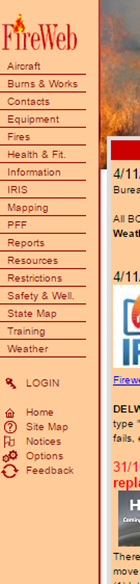 FireWeb
Aircraft
Burns & Works
Contacts
Equipment
Fires
Health & Fit.
Information
IRIS
Mapping
PFF
Reports
Resources
Restrictions
Safety & Well.
State Map
Training
Weather
LOGIN
Home
Site Map
Notices
Options
Feedback
4/11
Burea
All BO
Weat
4/11
IR
Firew
DELW
type "
fails, e
31/1
repla
H
Coming
There
move